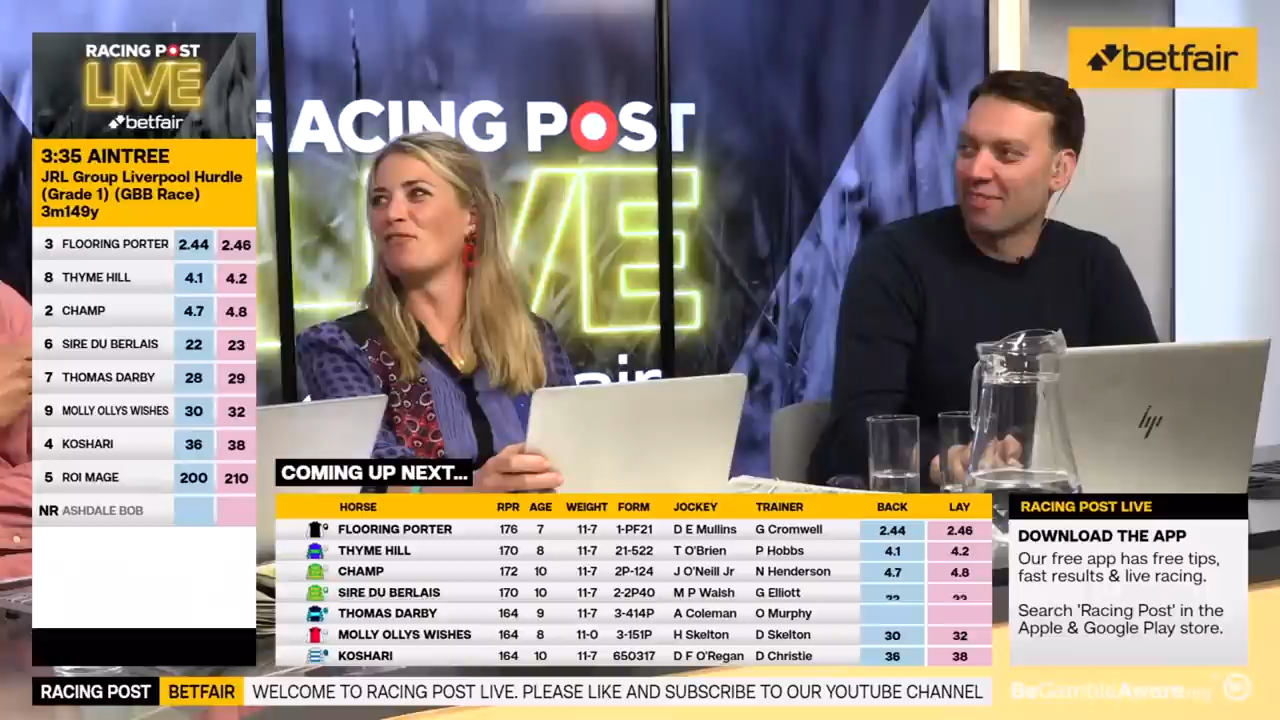 RACING POST
LIVE
betfair
betfair
RACING POST
LIVE
3:35 AINTREE
JRL Group Liverpool Hurdle
(Grade 1) (GBB Race)
3m149y
3 FLOORING PORTER 2.44 2.46
8 THYME HILL 4.1 4.2
2 CHAMP 4.7 4.8
6 SIRE DU BERLAIS 22 23
7 THOMAS DARBY 28 29
9 MOLLY OLLYS WISHES 30 32
4 KOSHARI 36 38
5 ROI MAGE 200 210
NR ASHDALE BOB
hp
COMING UP NEXT...
HORSE RPR AGE WEIGHT FORM JOCKEY TRAINER BACK LAY
FLOORING PORTER 176 7 11-7 1-PF21 D E Mullins G Cromwell 2.44 2.46
THYME HILL 170 8 11-7 21-522 T O'Brien P Hobbs 4.1 4.2
CHAMP 172 10 11-7 2P-124 J O'Neill Jr N Henderson 4.7 4.8
SIRE DU BERLAIS 170 10 11-7 2-2P40 M P Walsh G Elliott
THOMAS DARBY 164 9 11-7 3-414P A Coleman O Murphy
MOLLY OLLYS WISHES 164 8 11-0 3-151P H Skelton D Skelton 30 32
KOSHARI 164 10 11-7 650317 D F O'Regan D Christie 36 38
RACING POST LIVE
DOWNLOAD THE APP
Our free app has free tips,
fast results & live racing.
Search 'Racing Post' in the
Apple & Google Play store.
RACING POST BETFAIR WELCOME TO RACING POST LIVE. PLEASE LIKE AND SUBSCRIBE TO OUR YOUTUBE CHANNEL
BeGambleAware.org